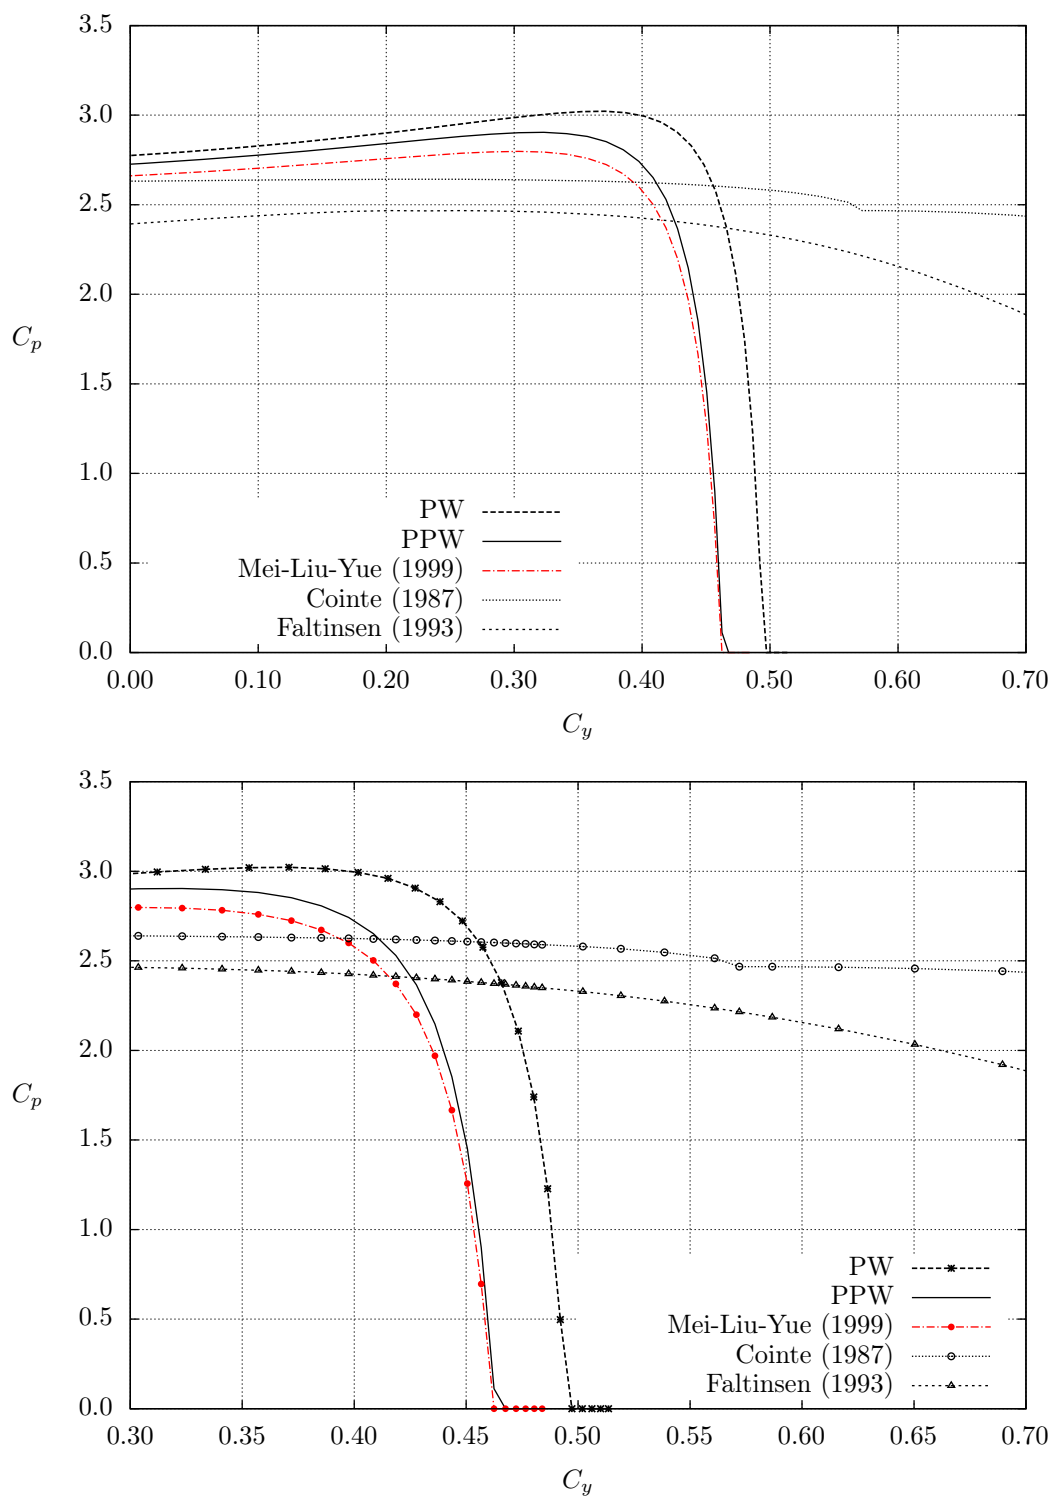 3.5
3.0
2.5
2.0
C_p
1.5
1.0
PW
PPW
0.5
Mei-Liu-Yue (1999)
Cointe (1987)
Faltinsen (1993)
0.0
0.00 0.10 0.20 0.30 0.40 0.50 0.60 0.70
C_y
3.5
3.0
2.5
2.0
C_p
1.5
1.0
PW
PPW
0.5
Mei-Liu-Yue (1999)
Cointe (1987)
Faltinsen (1993)
0.0
0.30 0.35 0.40 0.45 0.50 0.55 0.60 0.65 0.70
C_y